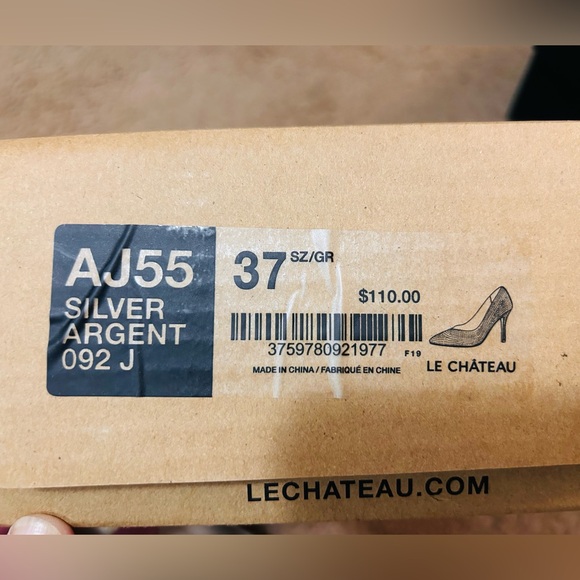 AJ55
SILVER
ARGENT
092 J
37 SZ/GR
$110.00
3759780921977
F19
MADE IN CHINA / FABRIQUÉ EN CHINE
LE CHÂTEAU
LECHATEAU.COM